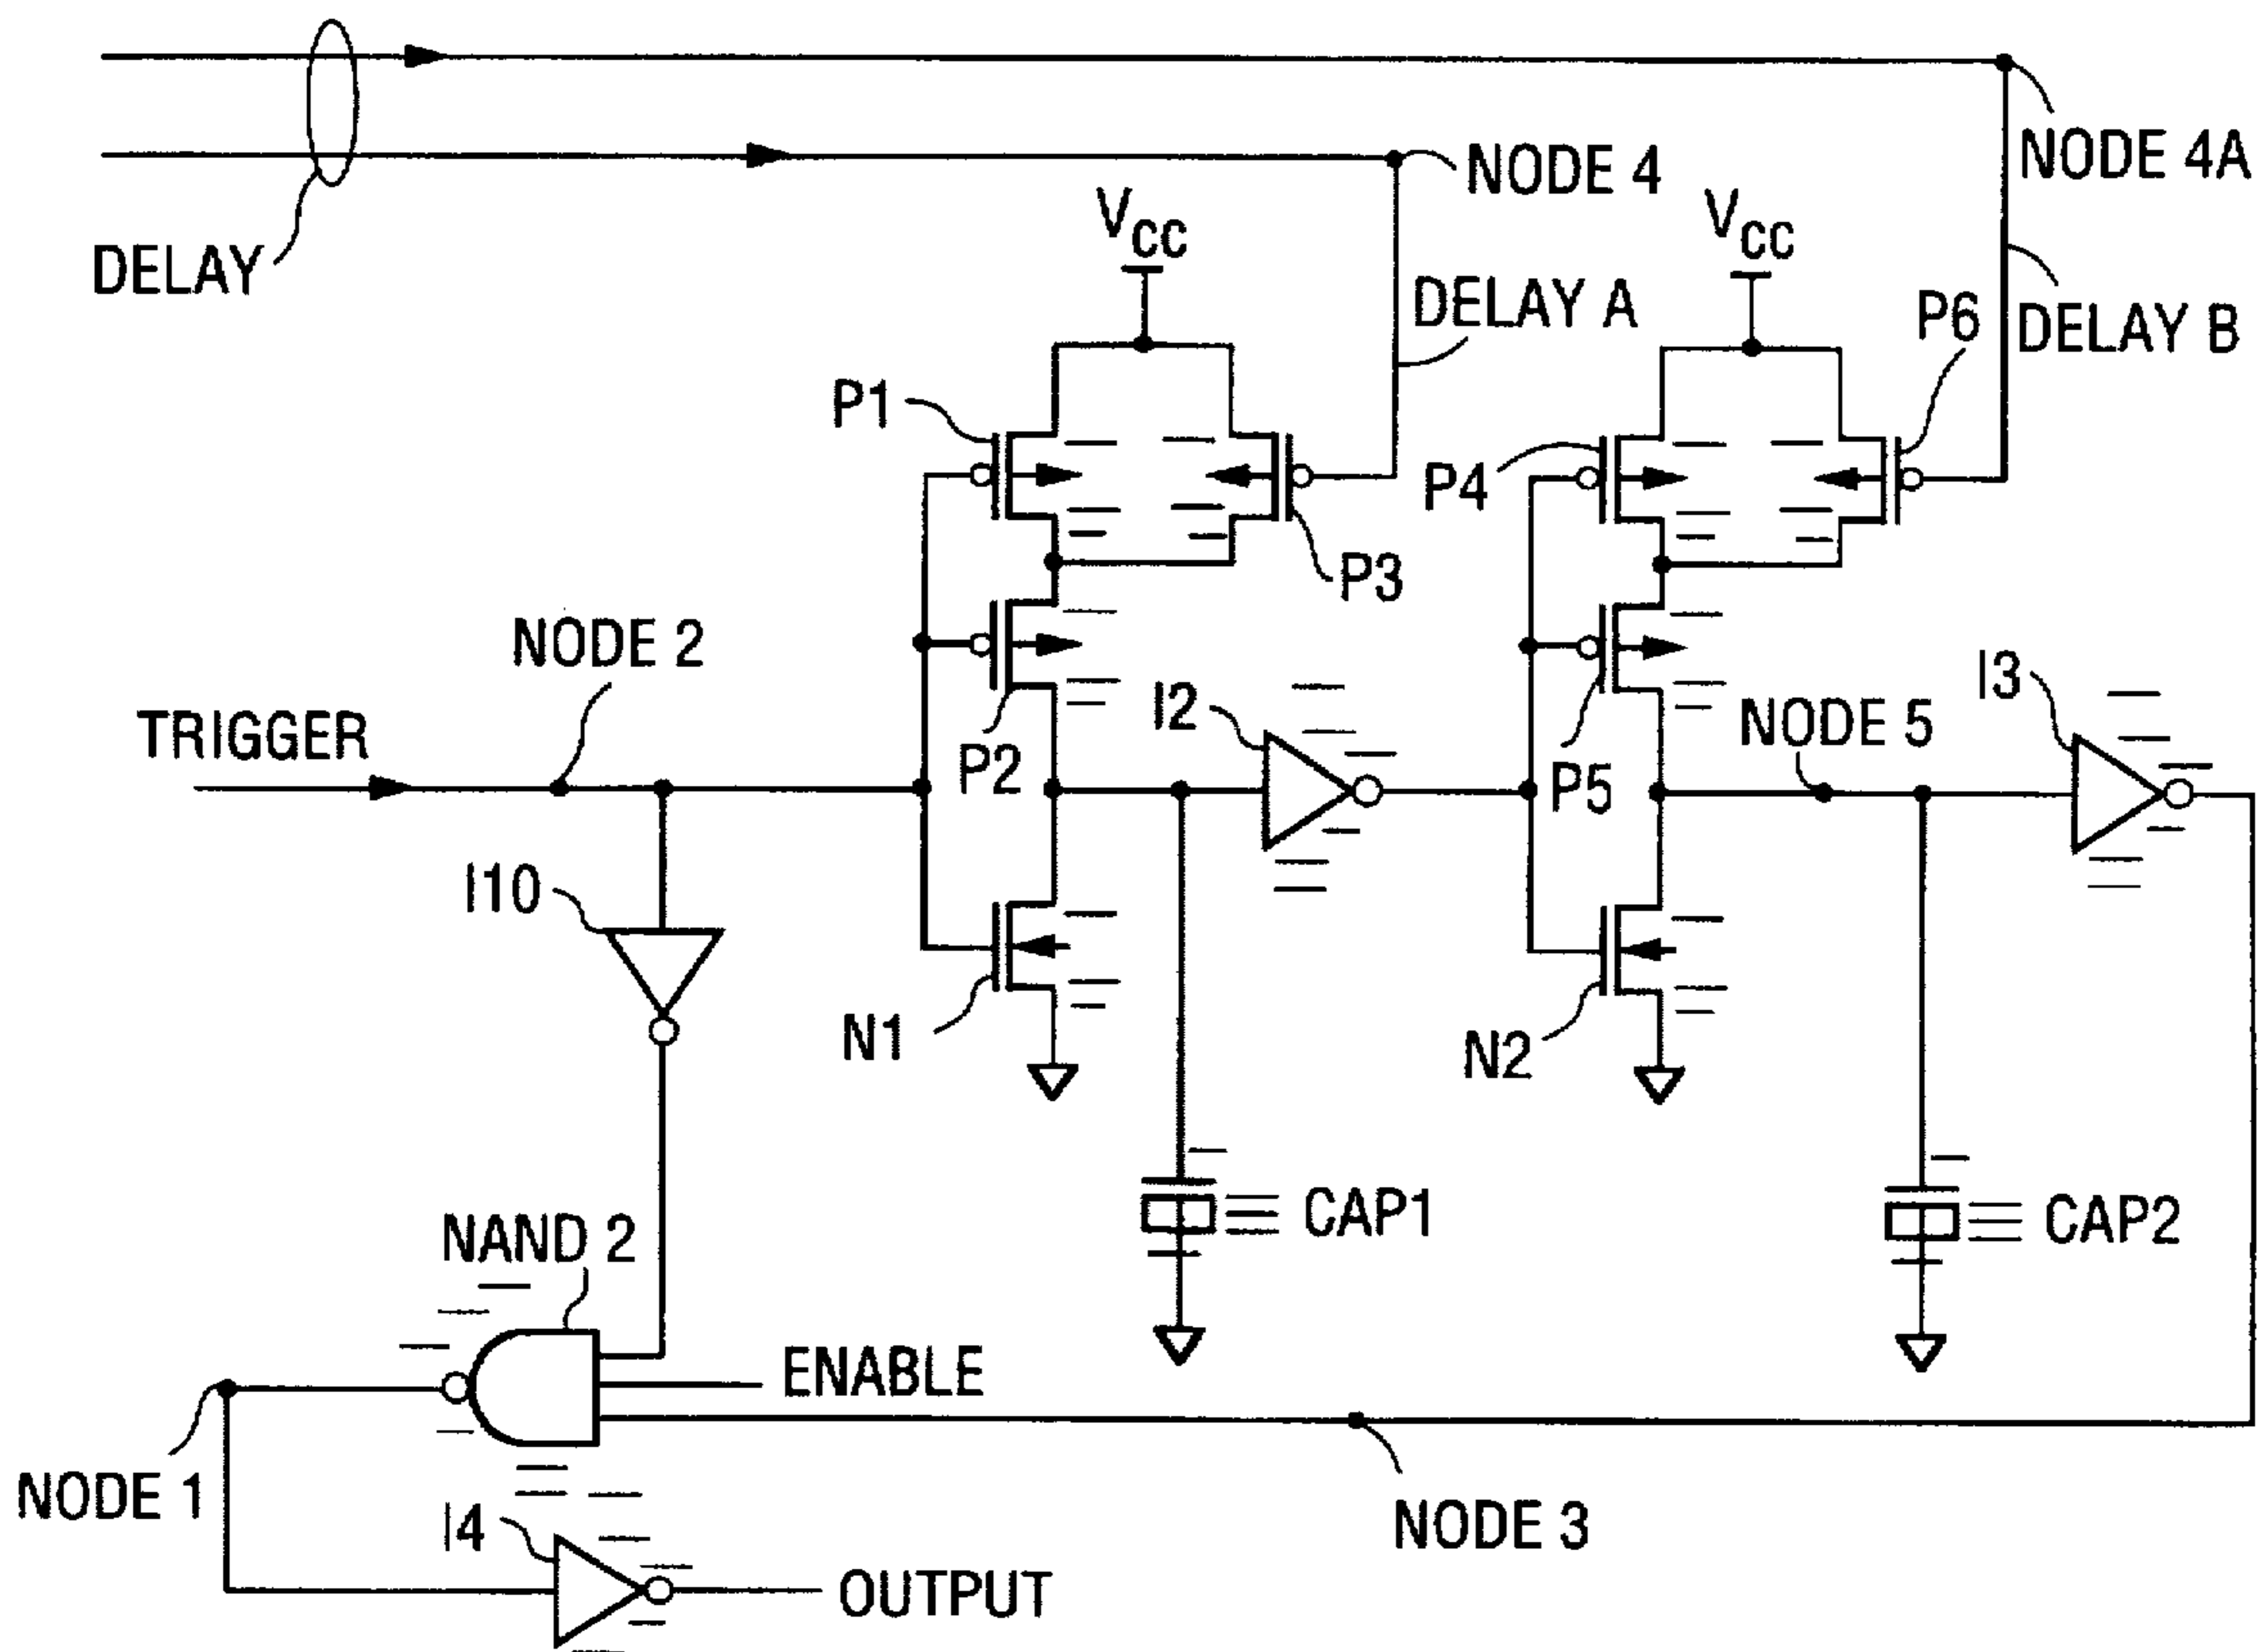 NODE 4A
NODE 4
DELAY
VCC
VCC
DELAY A
P6
DELAY B
P1
P4
P3
NODE 2
I2
I3
TRIGGER
P2
NODE 5
P5
I10
N1
N2
NAND 2
CAP1
CAP2
ENABLE
NODE 1
I4
NODE 3
OUTPUT